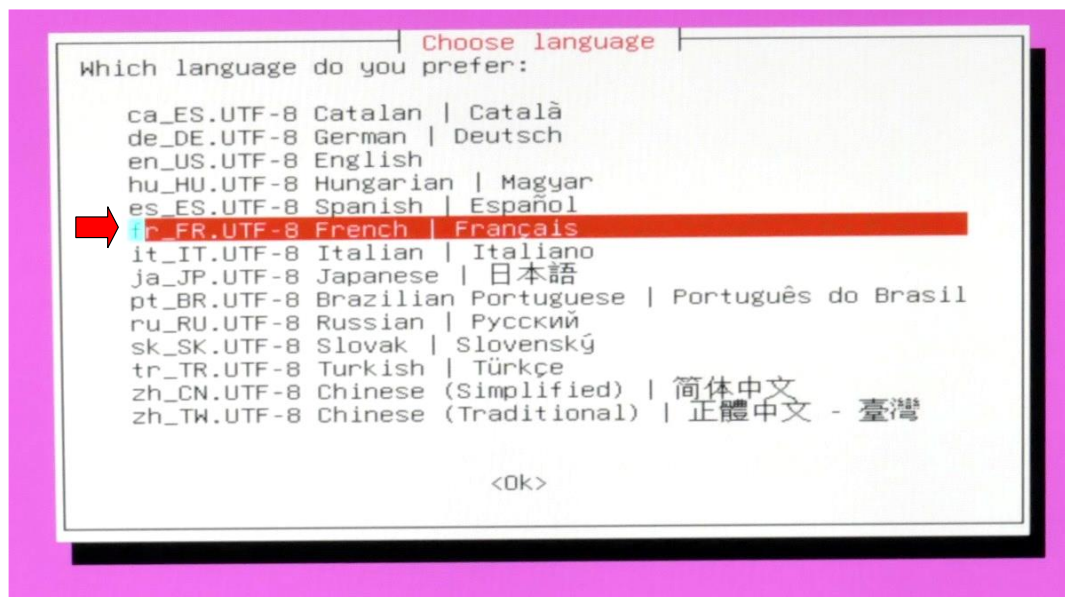 Choose language
Which language do you prefer:
ca_ES.UTF-8 Catalan | Català
de_DE.UTF-8 German | Deutsch
en_US.UTF-8 English
hu_HU.UTF-8 Hungarian | Magyar
es_ES.UTF-8 Spanish | Español
fr_FR.UTF-8 French | Français
it_IT.UTF-8 Italian | Italiano
ja_JP.UTF-8 Japanese | 日本語
pt_BR.UTF-8 Brazilian Portuguese | Português do Brasil
ru_RU.UTF-8 Russian | Русский
sk_SK.UTF-8 Slovak | Slovenský
tr_TR.UTF-8 Turkish | Türkçe
zh_CN.UTF-8 Chinese (Simplified) | 简体中文
zh_TW.UTF-8 Chinese (Traditional) | 正體中文 - 臺灣
<Ok>